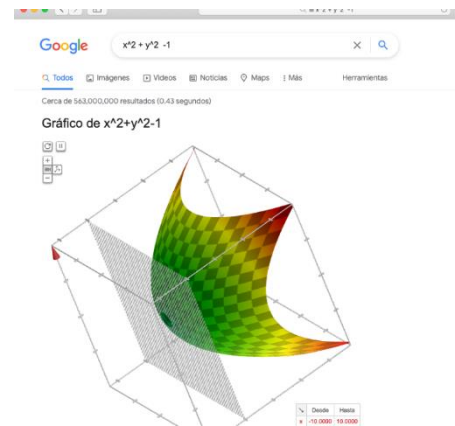 Google x^2 + y^2 -1
Todos Imágenes Videos Noticias Maps Más Herramientas
Cerca de 563,000,000 resultados (0.43 segundos)
Gráfico de x^2+y^2-1
Desde Hasta
x -10.0000 10.0000